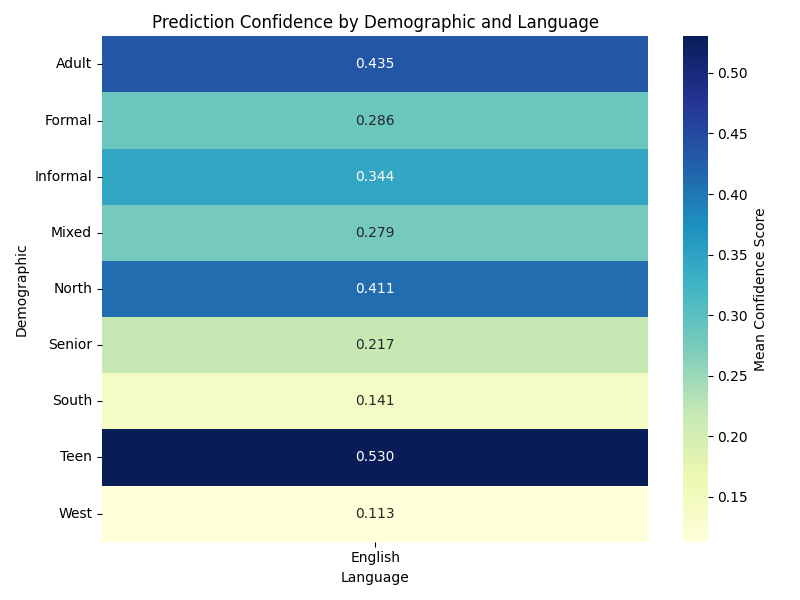 Prediction Confidence by Demographic and Language
Adult
0.435
Formal
0.286
Informal
0.344
Mixed
0.279
North
0.411
Senior
0.217
South
0.141
Teen
0.530
West
0.113
English
Language
Demographic
0.50
0.45
0.40
0.35
0.30
0.25
0.20
0.15
Mean Confidence Score